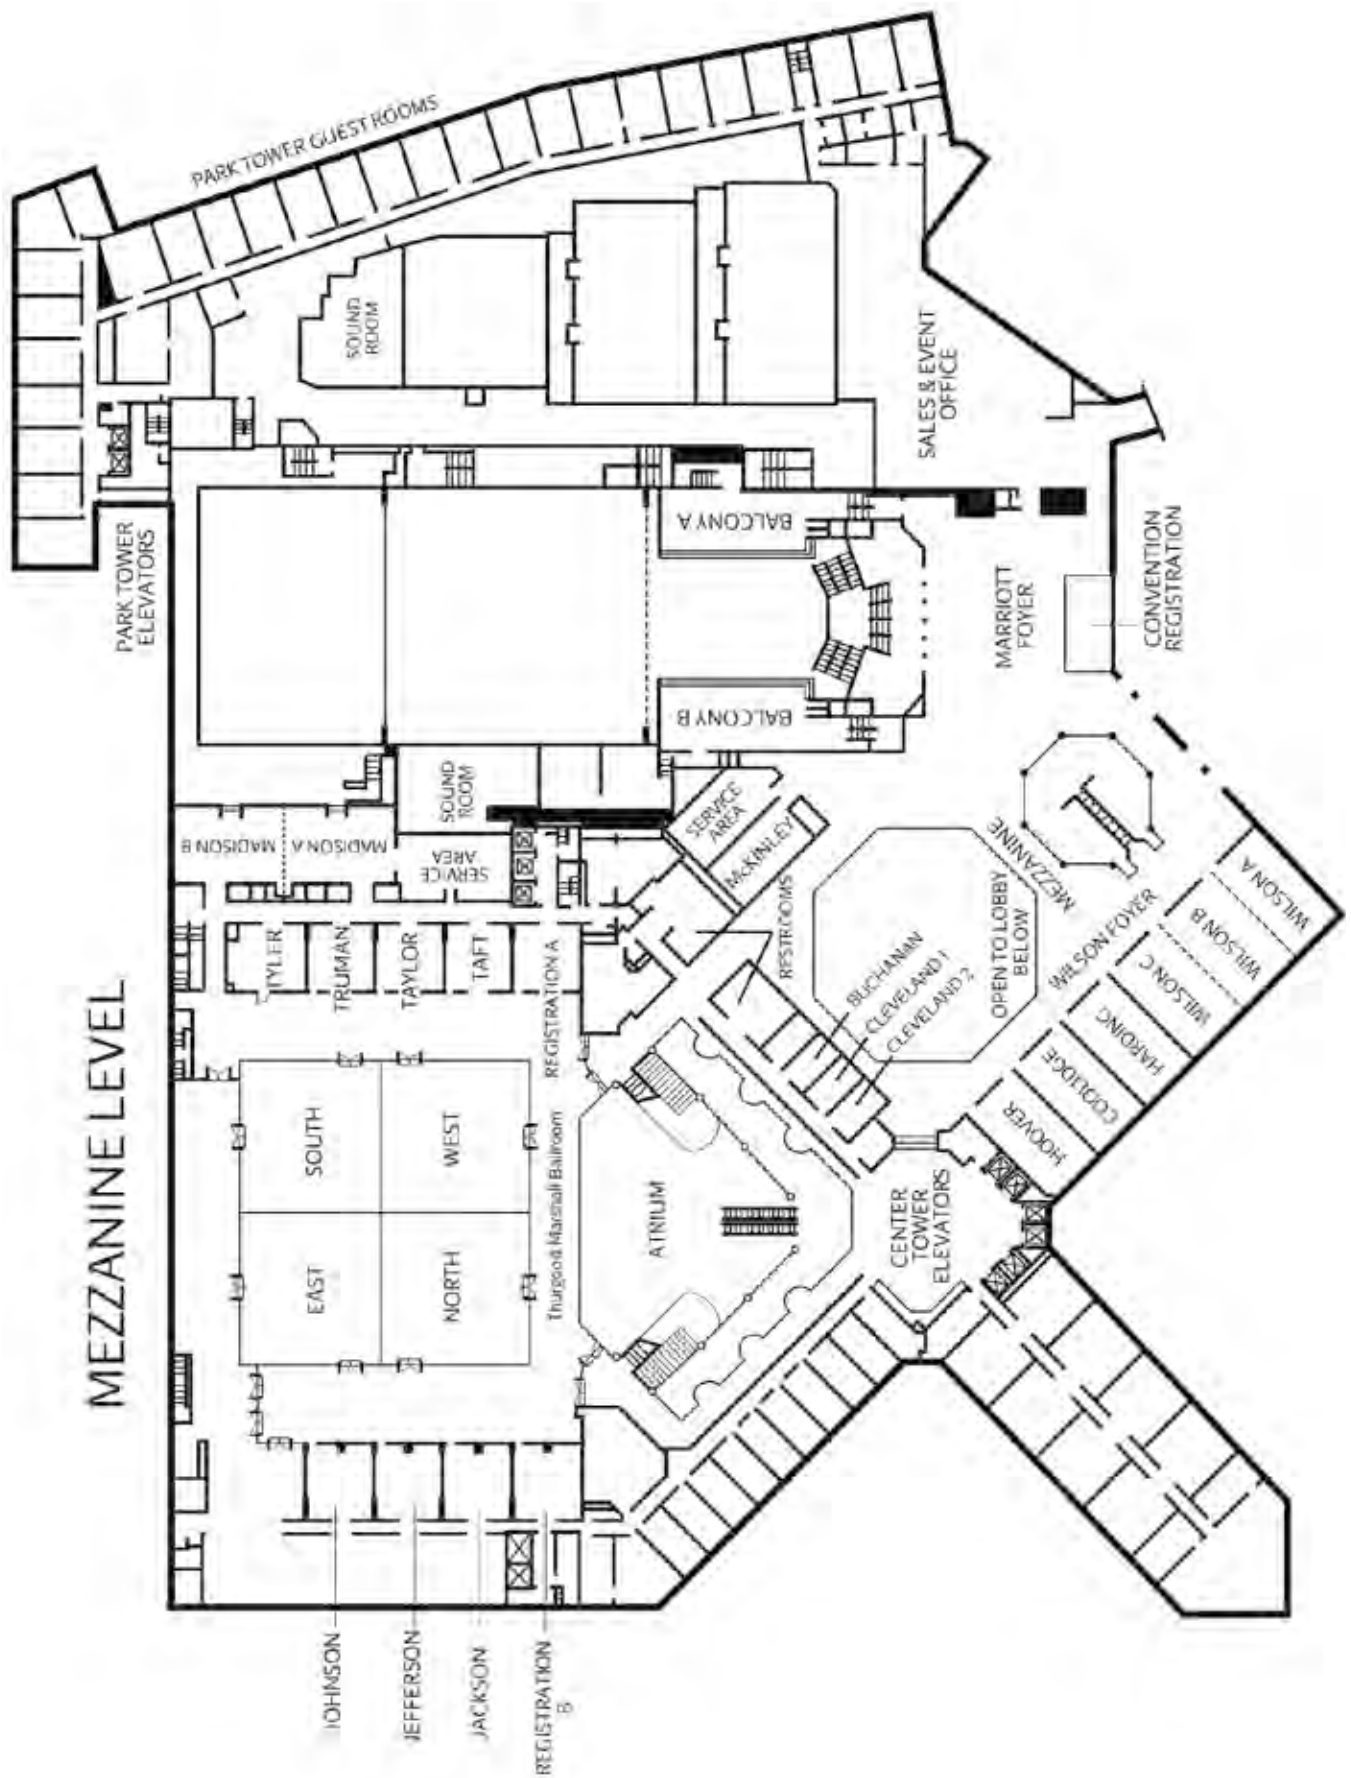 MEZZANINE LEVEL
PARK TOWER GUEST ROOMS
PARK TOWER
ELEVATORS
SOUND
ROOM
SALES & EVENT
OFFICE
BALCONY A
BALCONY B
MARRIOTT
FOYER
CONVENTION
REGISTRATION
MADISON B
MADISON A
SOUND
ROOM
SERVICE
AREA
SERVICE
AREA
McKINLEY
RESTROOMS
TYLER
TRUMAN
TAYLOR
TAFT
REGISTRATION A
BUCHANAN
CLEVELAND 1
CLEVELAND 2
OPEN TO LOBBY
BELOW
MEZZANINE
WILSON FOYER
WILSON A
WILSON B
WILSON C
HARDING
COOLIDGE
HOOVER
SOUTH
WEST
EAST
NORTH
Thurgood Marshall Ballroom
ATRIUM
CENTER
TOWER
ELEVATORS
JOHNSON
JEFFERSON
JACKSON
REGISTRATION
B